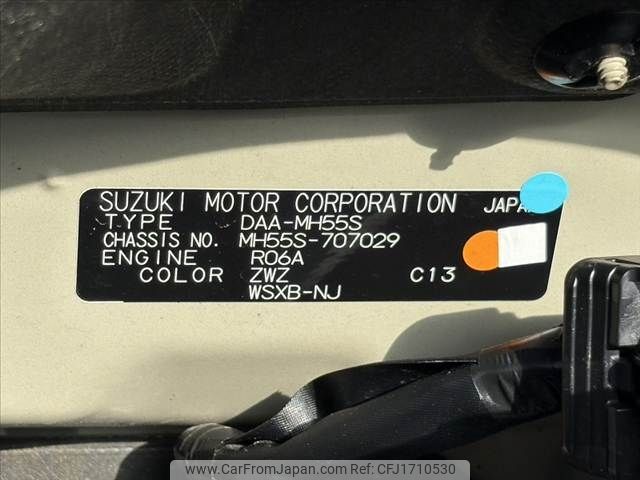 SUZUKI MOTOR CORPORATION JAPAN
TYPE DAA-MH55S
CHASSIS NO. MH55S-707029
ENGINE R06A
COLOR ZWZ C13
WSXB-NJ
www.CarFromJapan.com Ref No. CFJ1710530